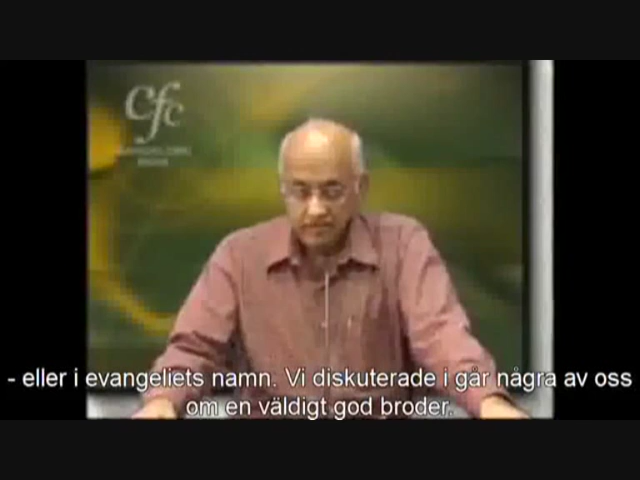 cfc
- eller i evangeliets namn. Vi diskuterade i går några av oss
om en väldigt god broder.